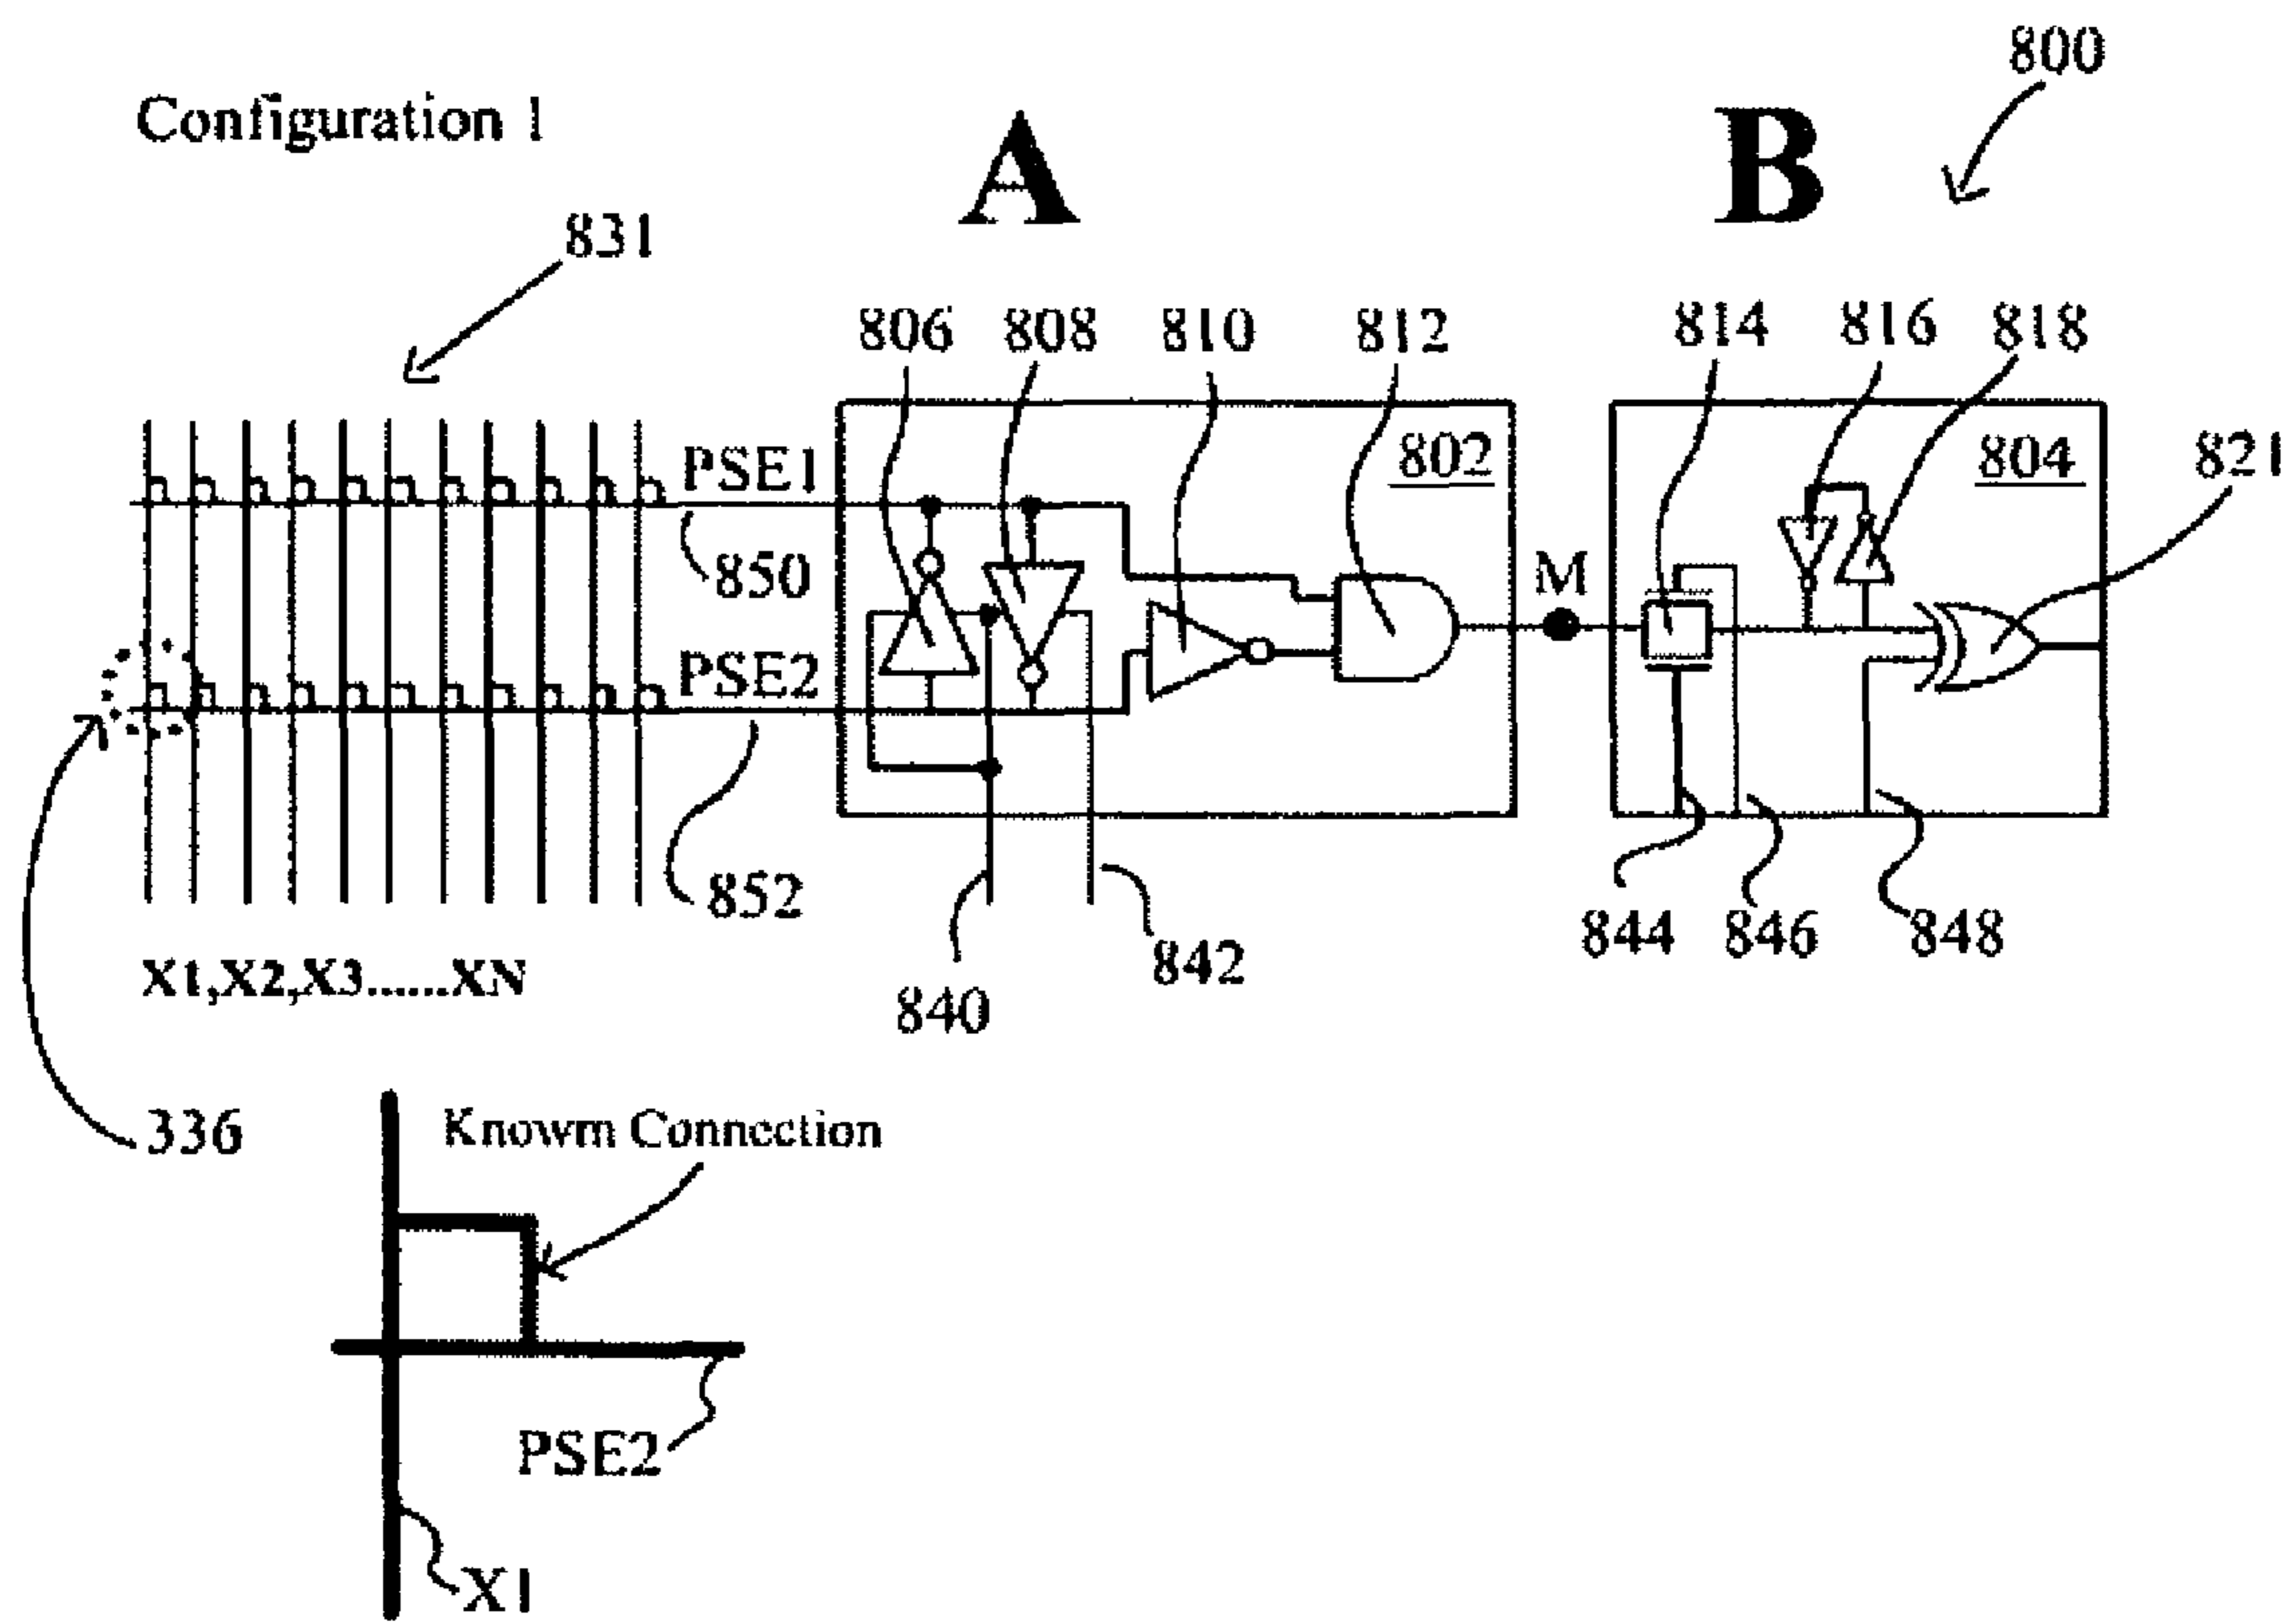 800
Configuration 1
A
B
831
806
808
810
812
814
816
818
802
804
821
PSE1
850
M
PSE2
852
840
842
844
846
848
X1,X2,X3......XN
336
Knowm Connection
PSE2
X1